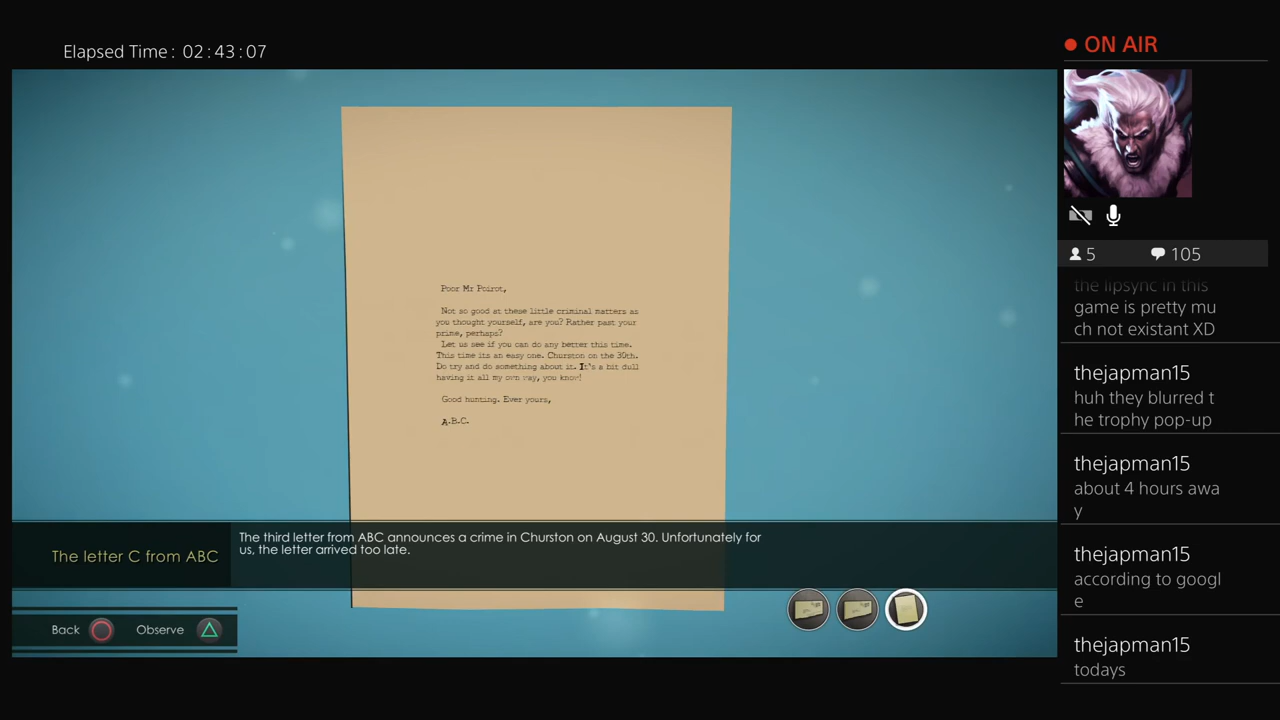 Elapsed Time: 02:43:07
ON AIR
5
105
the lipsync in this
game is pretty mu
ch not existant XD
thejapman15
huh they blurred t
he trophy pop-up
thejapman15
about 4 hours awa
y
thejapman15
according to googl
e
thejapman15
todays
Poor Mr Poirot,
Not so good at these little criminal matters as
you thought yourself, are you? Rather past your
prime, perhaps?
Let us see if you can do any better this time.
This time its an easy one. Churston on the 30th.
Do try and do something about it. It's a bit dull
having it all my own way, you know!
Good hunting. Ever yours,
A.B.C.
The letter C from ABC
The third letter from ABC announces a crime in Churston on August 30. Unfortunately for
us, the letter arrived too late.
Back
Observe